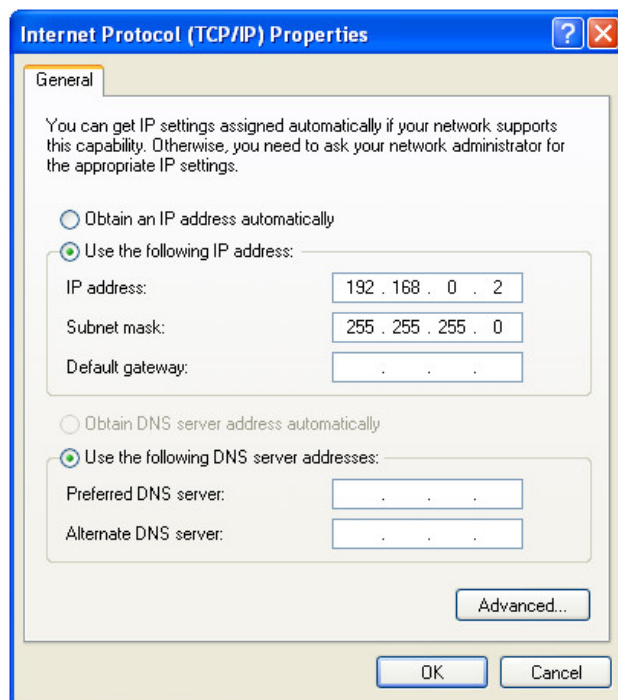 Internet Protocol (TCP/IP) Properties
General
You can get IP settings assigned automatically if your network supports
this capability. Otherwise, you need to ask your network administrator for
the appropriate IP settings.
Obtain an IP address automatically
Use the following IP address:
IP address: 192 . 168 . 0 . 2
Subnet mask: 255 . 255 . 255 . 0
Default gateway: . . .
Obtain DNS server address automatically
Use the following DNS server addresses:
Preferred DNS server: . . .
Alternate DNS server: . . .
Advanced...
OK Cancel